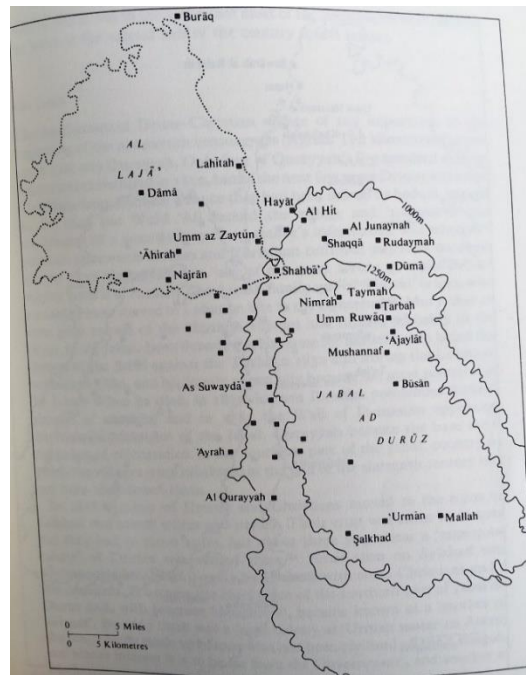 Burāq
AL
LAJĀ'
Lahītah
Dāmā
Hayāt
Al Hīt
1000m
Al Junaynah
Umm az Zaytūn
Shaqqā
Rudaymah
'Āhirah
Shahbā'
1250m
Dūmā
Najrān
Taymah
Nimrah
Tarbah
Umm Ruwāq
'Ajaylāt
Mushannaf
As Suwaydā'
JABAL
Būsān
AD
DURŪZ
'Ayrah
Al Qurayyah
'Urmān
Mallah
Ṣalkhad
0 5 Miles
0 5 Kilometres